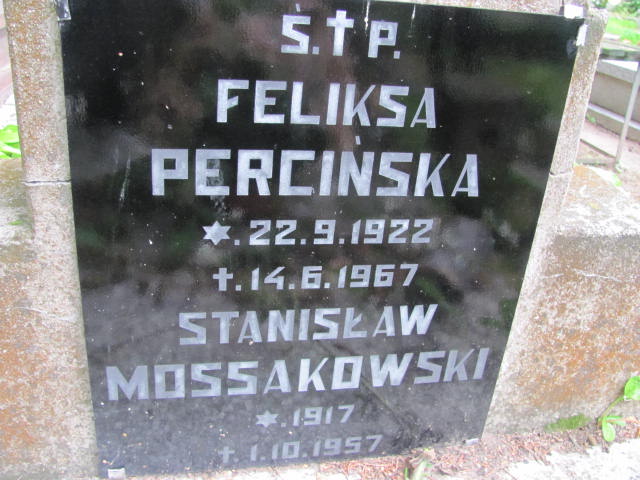 Ś.†P.
FELIKSA
PERCIŃSKA
✶.22.9.1922
†.14.6.1967
STANISŁAW
MOSSAKOWSKI
✶.1917
†.1.10.1957